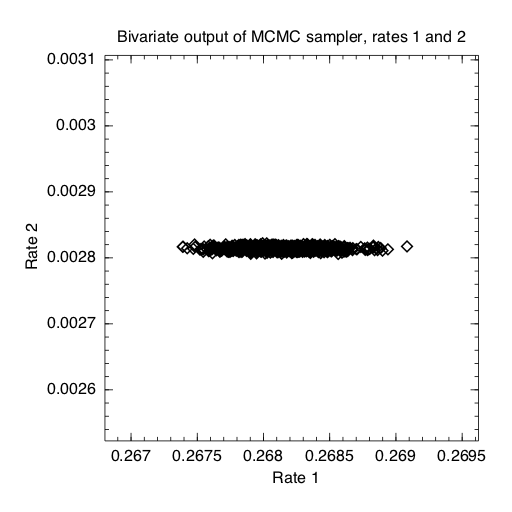 Bivariate output of MCMC sampler, rates 1 and 2
0.0031
0.003
0.0029
0.0028
0.0027
0.0026
Rate 2
0.267 0.2675 0.268 0.2685 0.269 0.2695
Rate 1